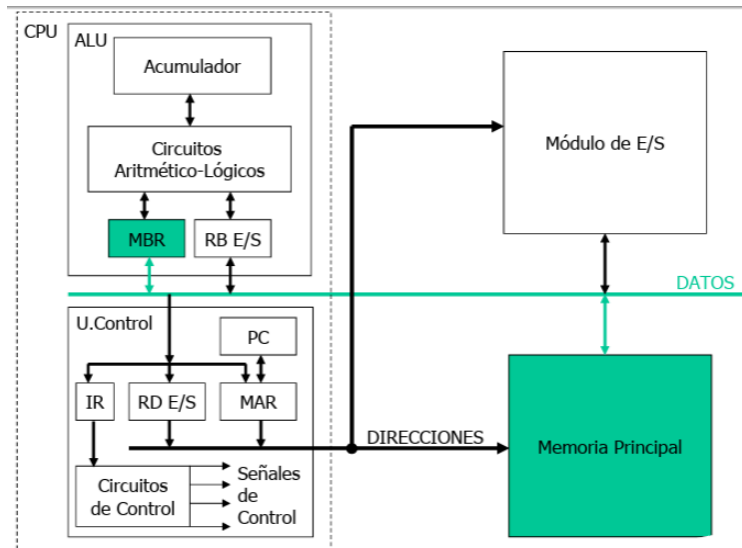 CPU
ALU
Acumulador
Circuitos
Aritmético-Lógicos
MBR
RB E/S
Módulo de E/S
DATOS
U.Control
PC
IR
RD E/S
MAR
DIRECCIONES
Memoria Principal
Circuitos
de Control
Señales
de
Control